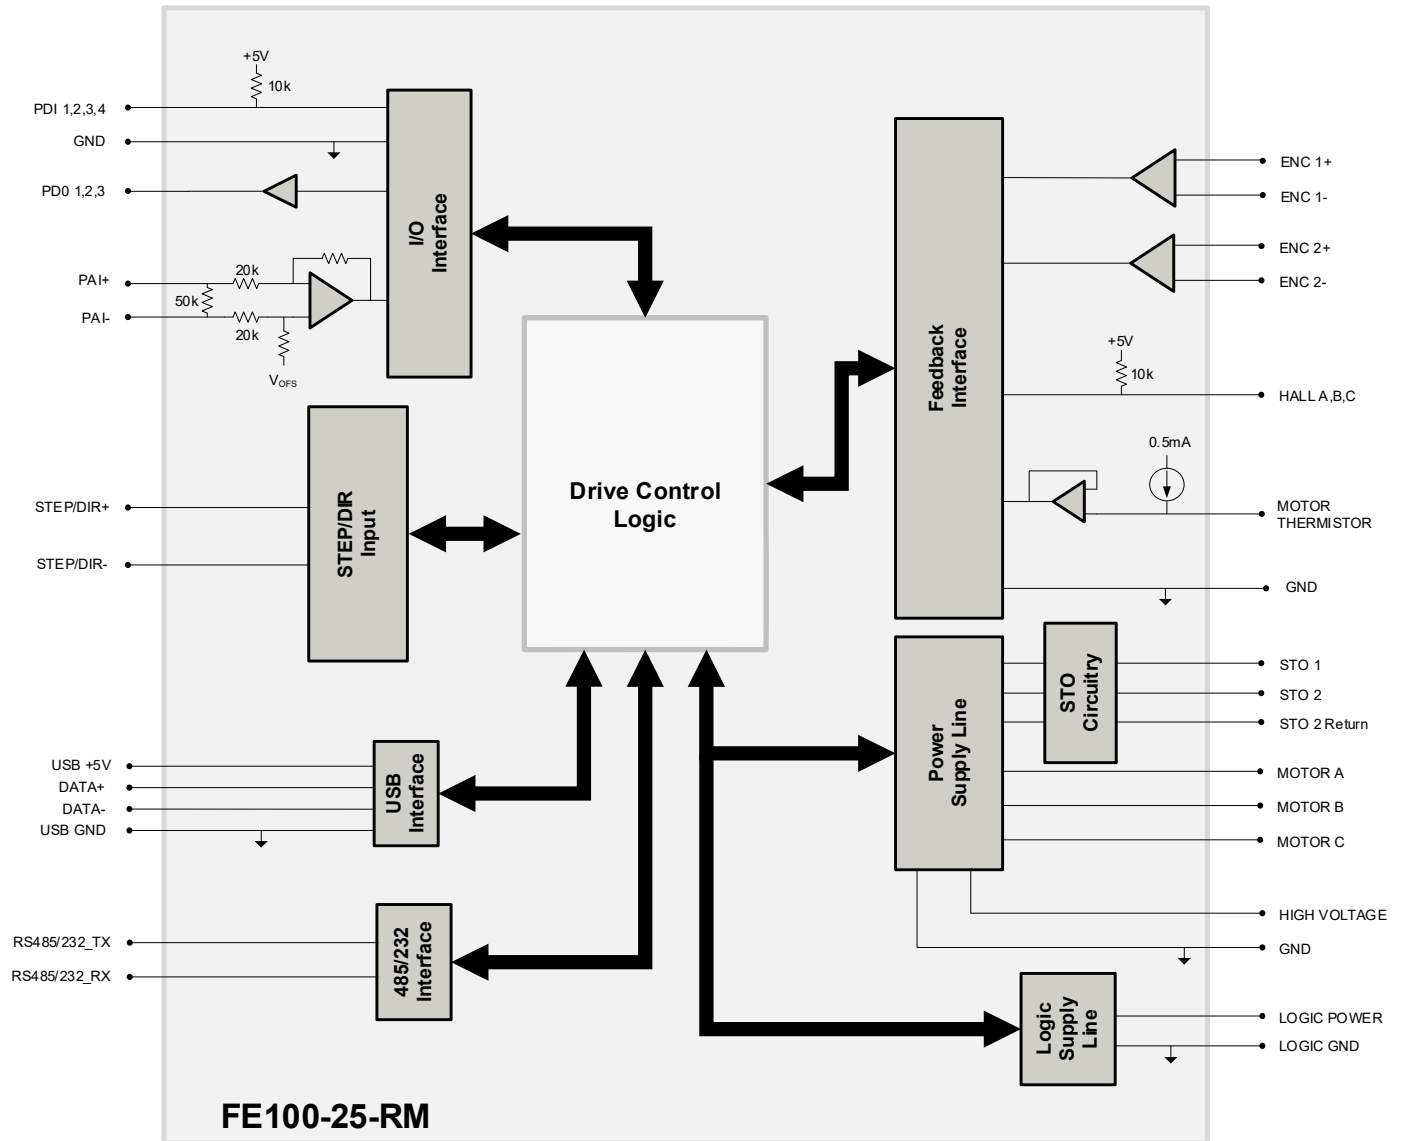 +5V
10k
PDI 1,2,3,4
GND
PD0 1,2,3
PAI+
20k
50k
PAI-
20k
VOFS
I/O
Interface
STEP/DIR+
STEP/DIR-
STEP/DIR
Input
USB +5V
DATA+
DATA-
USB GND
USB
Interface
RS485/232_TX
RS485/232_RX
485/232
Interface
Drive Control
Logic
Feedback
Interface
ENC 1+
ENC 1-
ENC 2+
ENC 2-
+5V
10k
HALL A,B,C
0.5mA
MOTOR
THERMISTOR
GND
Power
Supply Line
STO
Circuitry
STO 1
STO 2
STO 2 Return
MOTOR A
MOTOR B
MOTOR C
HIGH VOLTAGE
GND
Logic
Supply
Line
LOGIC POWER
LOGIC GND
FE100-25-RM